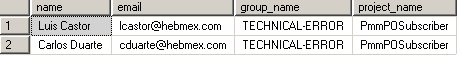 name email group_name project_name
1 Luis Castor lcastor@hebmex.com TECHNICAL-ERROR PmmPOSubscriber
2 Carlos Duarte cduarte@hebmex.com TECHNICAL-ERROR PmmPOSubscriber